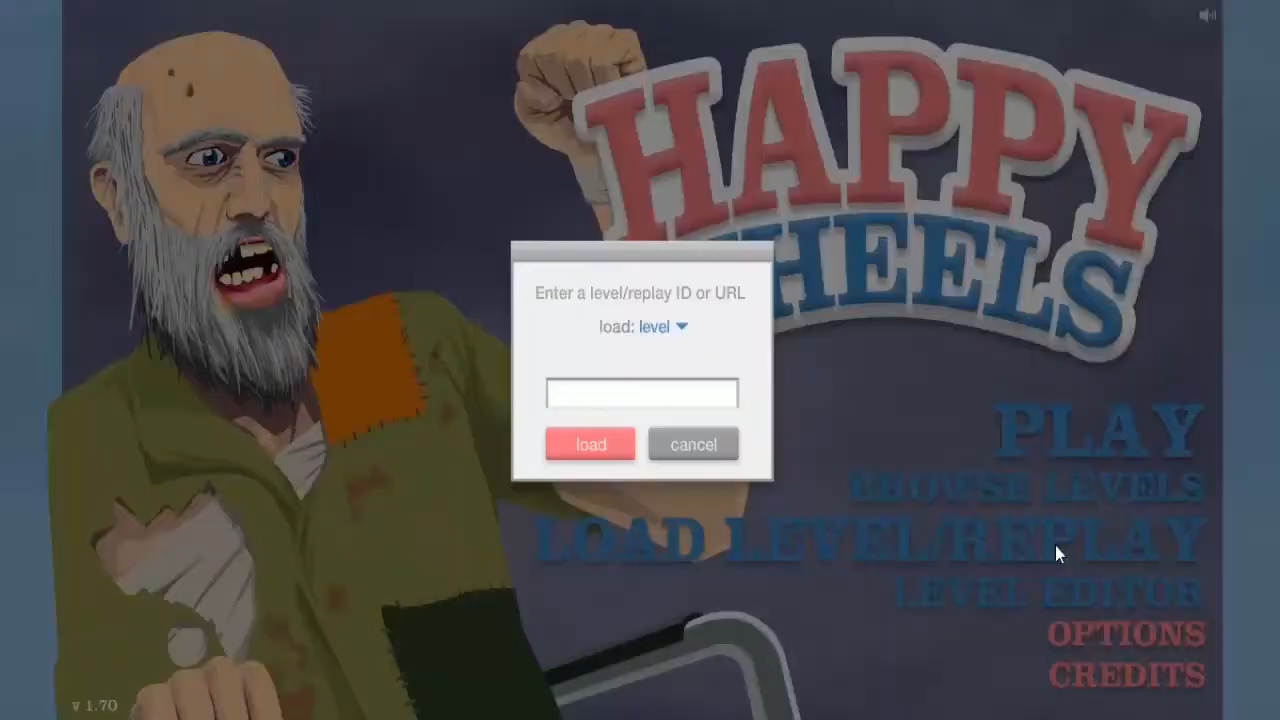 HAPPY
WHEELS
Enter a level/replay ID or URL
load: level
load
cancel
PLAY
BROWSE LEVELS
LOAD LEVEL/REPLAY
LEVEL EDITOR
OPTIONS
CREDITS
v 1.70